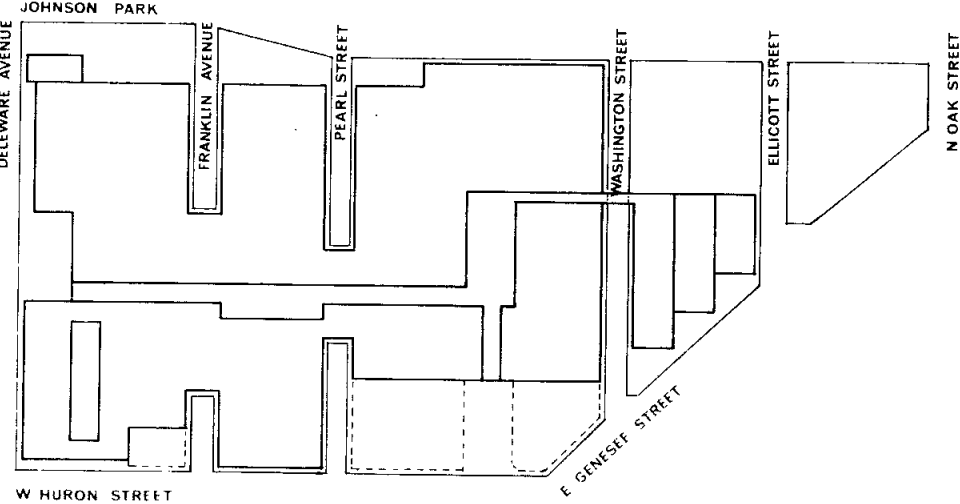 JOHNSON PARK
DELEWARE AVENUE
FRANKLIN AVENUE
PEARL STREET
WASHINGTON STREET
ELLICOTT STREET
N OAK STREET
E GENESEE STREET
W HURON STREET